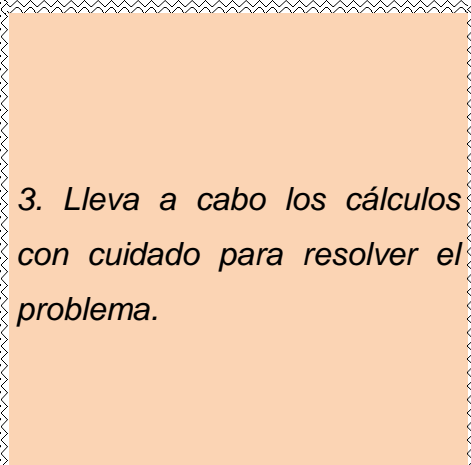 3. Lleva a cabo los cálculos
con cuidado para resolver el
problema.